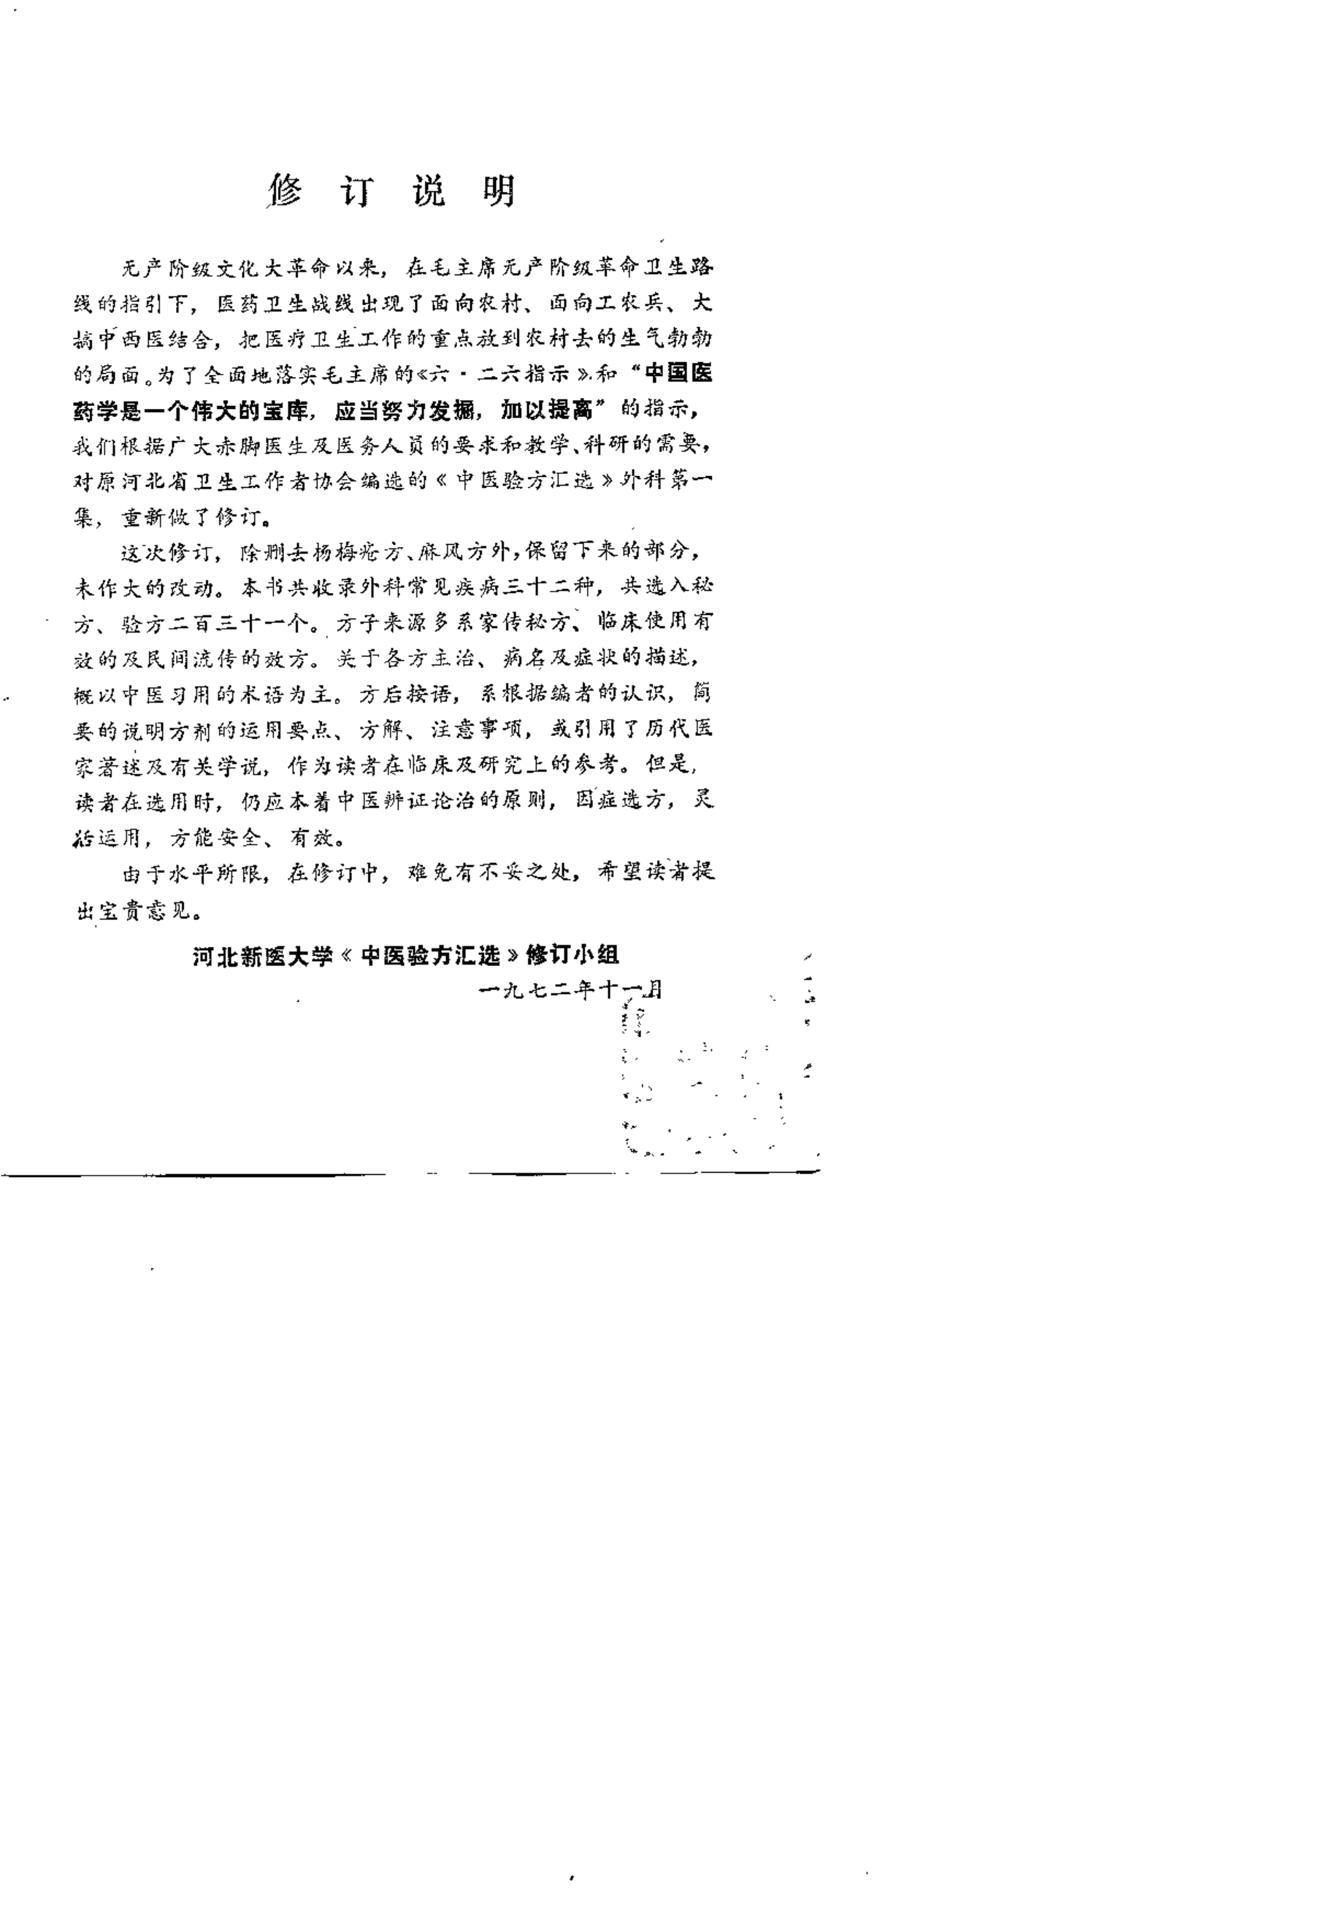 修订说明
无产阶级文化大革命以来，在毛主席无产阶级革命卫生路
线的指引下，医药卫生战线出现了面向农村、面向工农兵、大
搞中西医结合，把医疗卫生工作的重点放到农村去的生气勃勃
的局面。为了全面地落实毛主席的《六·二六指示》和“中国医
药学是一个伟大的宝库，应当努力发掘，加以提高”的指示，
我们根据广大赤脚医生及医务人员的要求和教学、科研的需要，
对原河北省卫生工作者协会编选的《中医验方汇选》外科第一
集，重新做了修订。
这次修订，除删去杨梅疮方、麻风方外，保留下来的部分，
未作大的改动。本书共收录外科常见疾病三十二种，共选入秘
方、验方二百三十一个。方子来源多系家传秘方、临床使用有
效的及民间流传的效方。关于各方主治、病名及症状的描述，
概以中医习用的术语为主。方后按语，系根据编者的认识，简
要的说明方剂的运用要点、方解、注意事项，或引用了历代医
家著述及有关学说，作为读者在临床及研究上的参考。但是，
读者在选用时，仍应本着中医辨证论治的原则，因症选方，灵
活运用，方能安全、有效。
由于水平所限，在修订中，难免有不妥之处，希望读者提
出宝贵意见。
河北新医大学《中医验方汇选》修订小组
一九七二年十一月